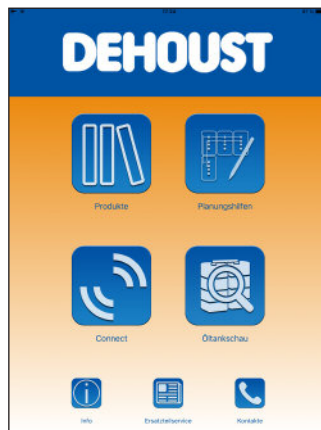 DEHOUST
Produkte
Planungshilfen
Connect
Öltankschau
Info
Ersatzteilservice
Kontakte